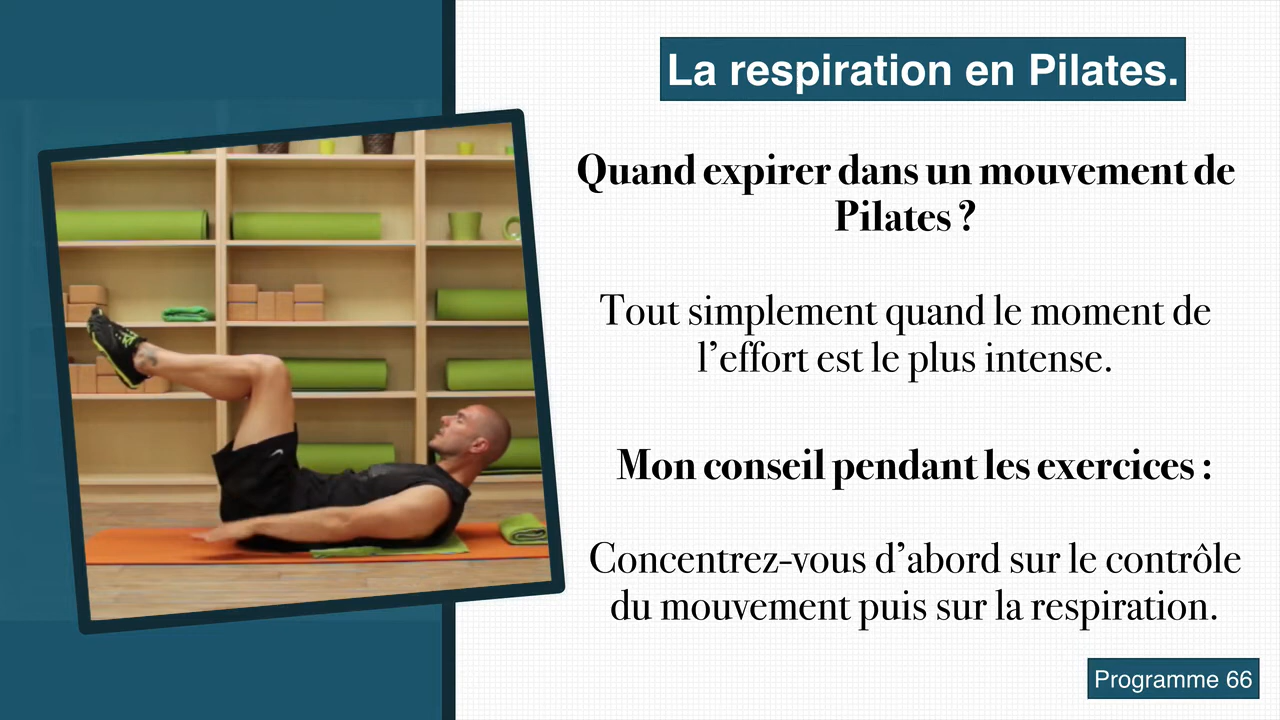 La respiration en Pilates.
Quand expirer dans un mouvement de
Pilates ?
Tout simplement quand le moment de
l’effort est le plus intense.
Mon conseil pendant les exercices :
Concentrez-vous d’abord sur le contrôle
du mouvement puis sur la respiration.
Programme 66